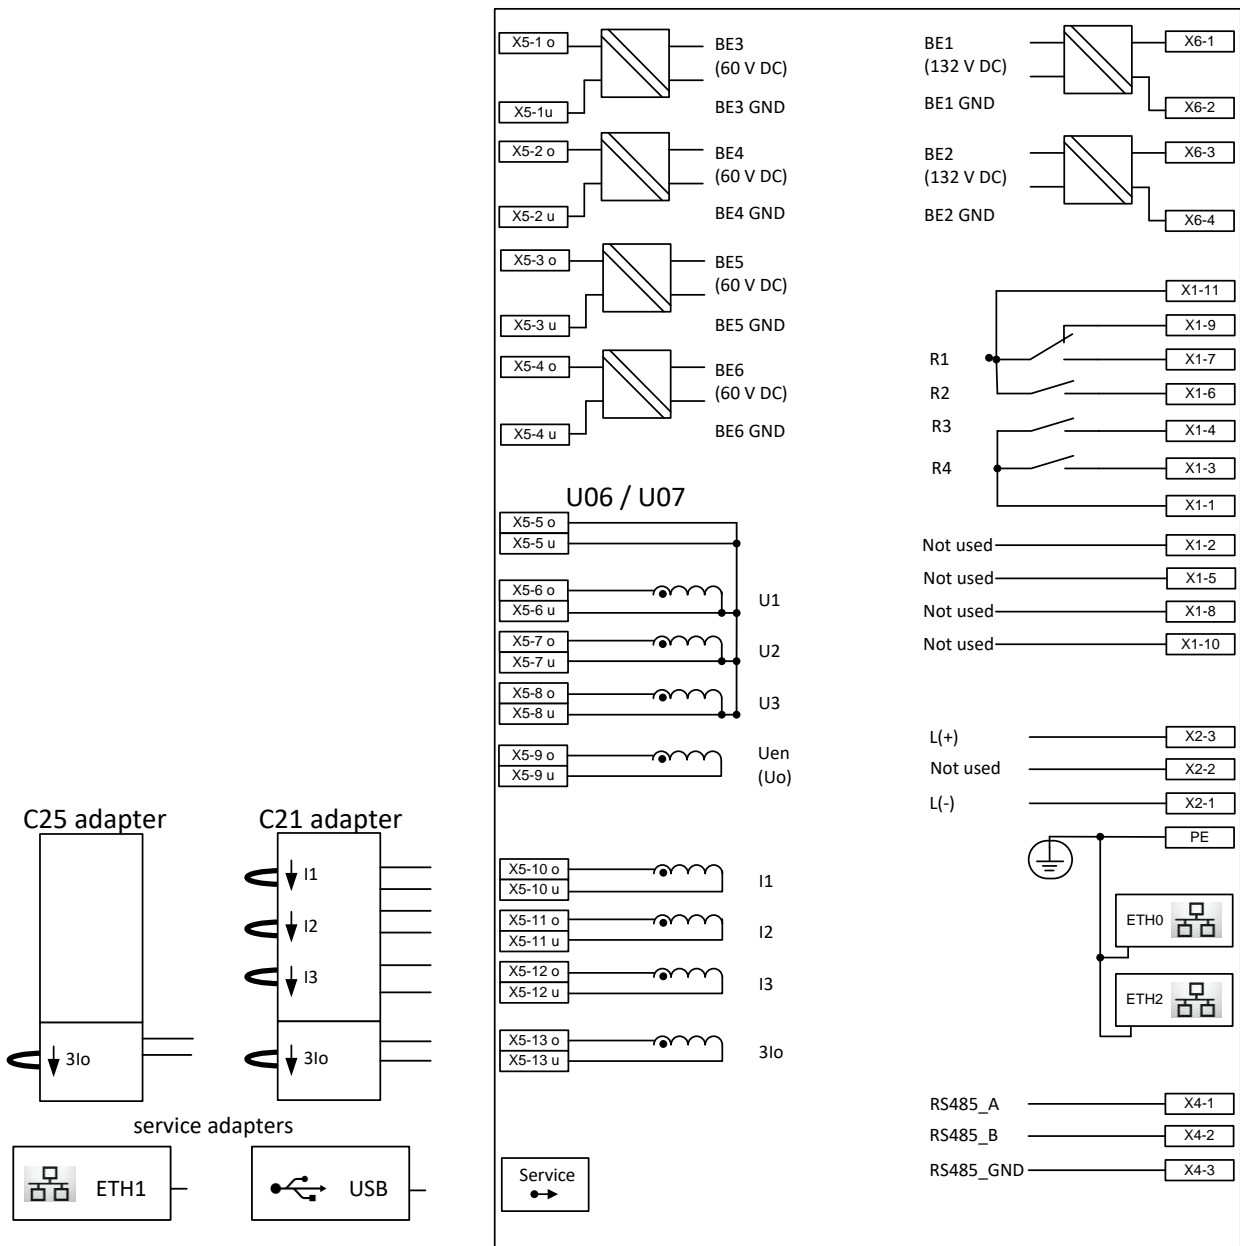 X5-1 o
BE3
(60 V DC)
X5-1u
BE3 GND
X5-2 o
BE4
(60 V DC)
X5-2 u
BE4 GND
X5-3 o
BE5
(60 V DC)
X5-3 u
BE5 GND
X5-4 o
BE6
(60 V DC)
X5-4 u
BE6 GND
U06 / U07
X5-5 o
X5-5 u
X5-6 o
X5-6 u
U1
X5-7 o
X5-7 u
U2
X5-8 o
X5-8 u
U3
X5-9 o
X5-9 u
Uen
(Uo)
X5-10 o
X5-10 u
I1
X5-11 o
X5-11 u
I2
X5-12 o
X5-12 u
I3
X5-13 o
X5-13 u
3Io
Service
BE1
(132 V DC)
BE1 GND
X6-1
X6-2
BE2
(132 V DC)
BE2 GND
X6-3
X6-4
X1-11
X1-9
R1
X1-7
R2
X1-6
R3
X1-4
R4
X1-3
X1-1
Not used
X1-2
Not used
X1-5
Not used
X1-8
Not used
X1-10
L(+)
X2-3
Not used
X2-2
L(-)
X2-1
PE
ETH0
ETH2
RS485_A
X4-1
RS485_B
X4-2
RS485_GND
X4-3
C25 adapter
3Io
C21 adapter
I1
I2
I3
3Io
service adapters
ETH1
USB